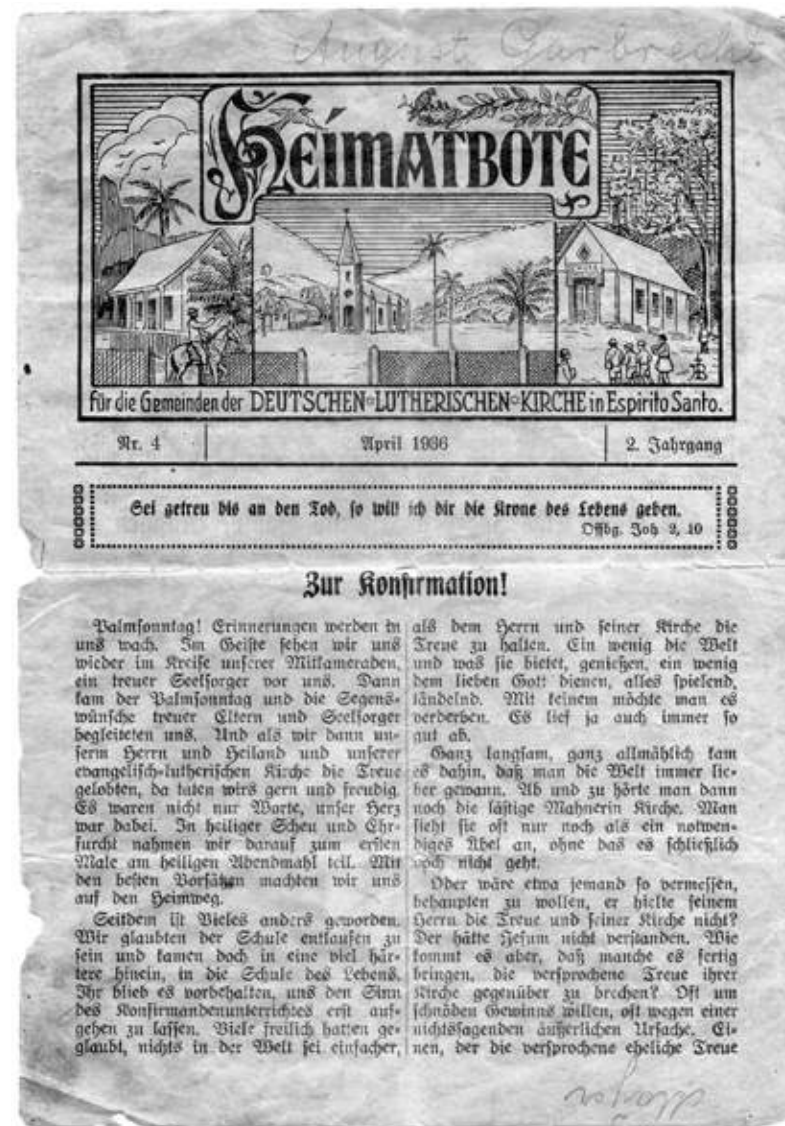 August Garbrecht
HEIMATBOTE
für die Gemeinden der DEUTSCHEN-LUTHERISCHEN-KIRCHE in Espirito Santo.
Nr. 4
April 1936
2. Jahrgang
Sei getreu bis an den Tod, so will ich dir die Krone des Lebens geben.
Offbg. Joh 2, 10
Zur Konfirmation!
Palmsonntag! Erinnerungen werden in
uns wach. Im Geiste sehen wir uns
wieder im Kreise unserer Mitkameraden,
ein treuer Seelsorger vor uns. Dann
kam der Palmsonntag und die Segens-
wünsche treuer Eltern und Seelsorger
begleiteten uns. Und als wir dann un-
serm Herrn und Heiland und unserer
evangelisch-lutherischen Kirche die Treue
gelobten, da taten wirs gern und freudig.
Es waren nicht nur Worte, unser Herz
war dabei. In heiliger Scheu und Ehr-
furcht nahmen wir darauf zum ersten
Male am heiligen Abendmahl teil. Mit
den besten Vorsätzen machten wir uns
auf den Heimweg.
Seitdem ist Vieles anders geworden.
Wir glaubten der Schule entlaufen zu
sein und kamen doch in eine viel här-
tere hinein, in die Schule des Lebens.
Ihr blieb es vorbehalten, uns den Sinn
des Konfirmandenunterrichtes erst auf-
gehen zu lassen. Viele freilich hatten ge-
glaubt, nichts in der Welt sei einfacher,
als dem Herrn und seiner Kirche die
Treue zu halten. Ein wenig die Welt
und was sie bietet, genießen, ein wenig
dem lieben Gott dienen, alles spielend,
tändelnd. Mit keinem möchte man es
verderben. Es lief ja auch immer so
gut ab.
Ganz langsam, ganz allmählich kam
es dahin, daß man die Welt immer lie-
ber gewann. Ab und zu hörte man dann
noch die lästige Mahnerin Kirche. Man
sieht sie oft nur noch als ein notwen-
diges Übel an, ohne das es schließlich
doch nicht geht.
Oder wäre etwa jemand so vermessen,
behaupten zu wollen, er hielte seinem
Herrn die Treue und seiner Kirche nicht?
Der hätte Jesum nicht verstanden. Wie
kommt es aber, daß manche es fertig
bringen, die versprochene Treue ihrer
Kirche gegenüber zu brechen? Oft um
schnöden Gewinns willen, oft wegen einer
nichtssagenden äußerlichen Ursache. Ei-
nen, der die versprochene eheliche Treue